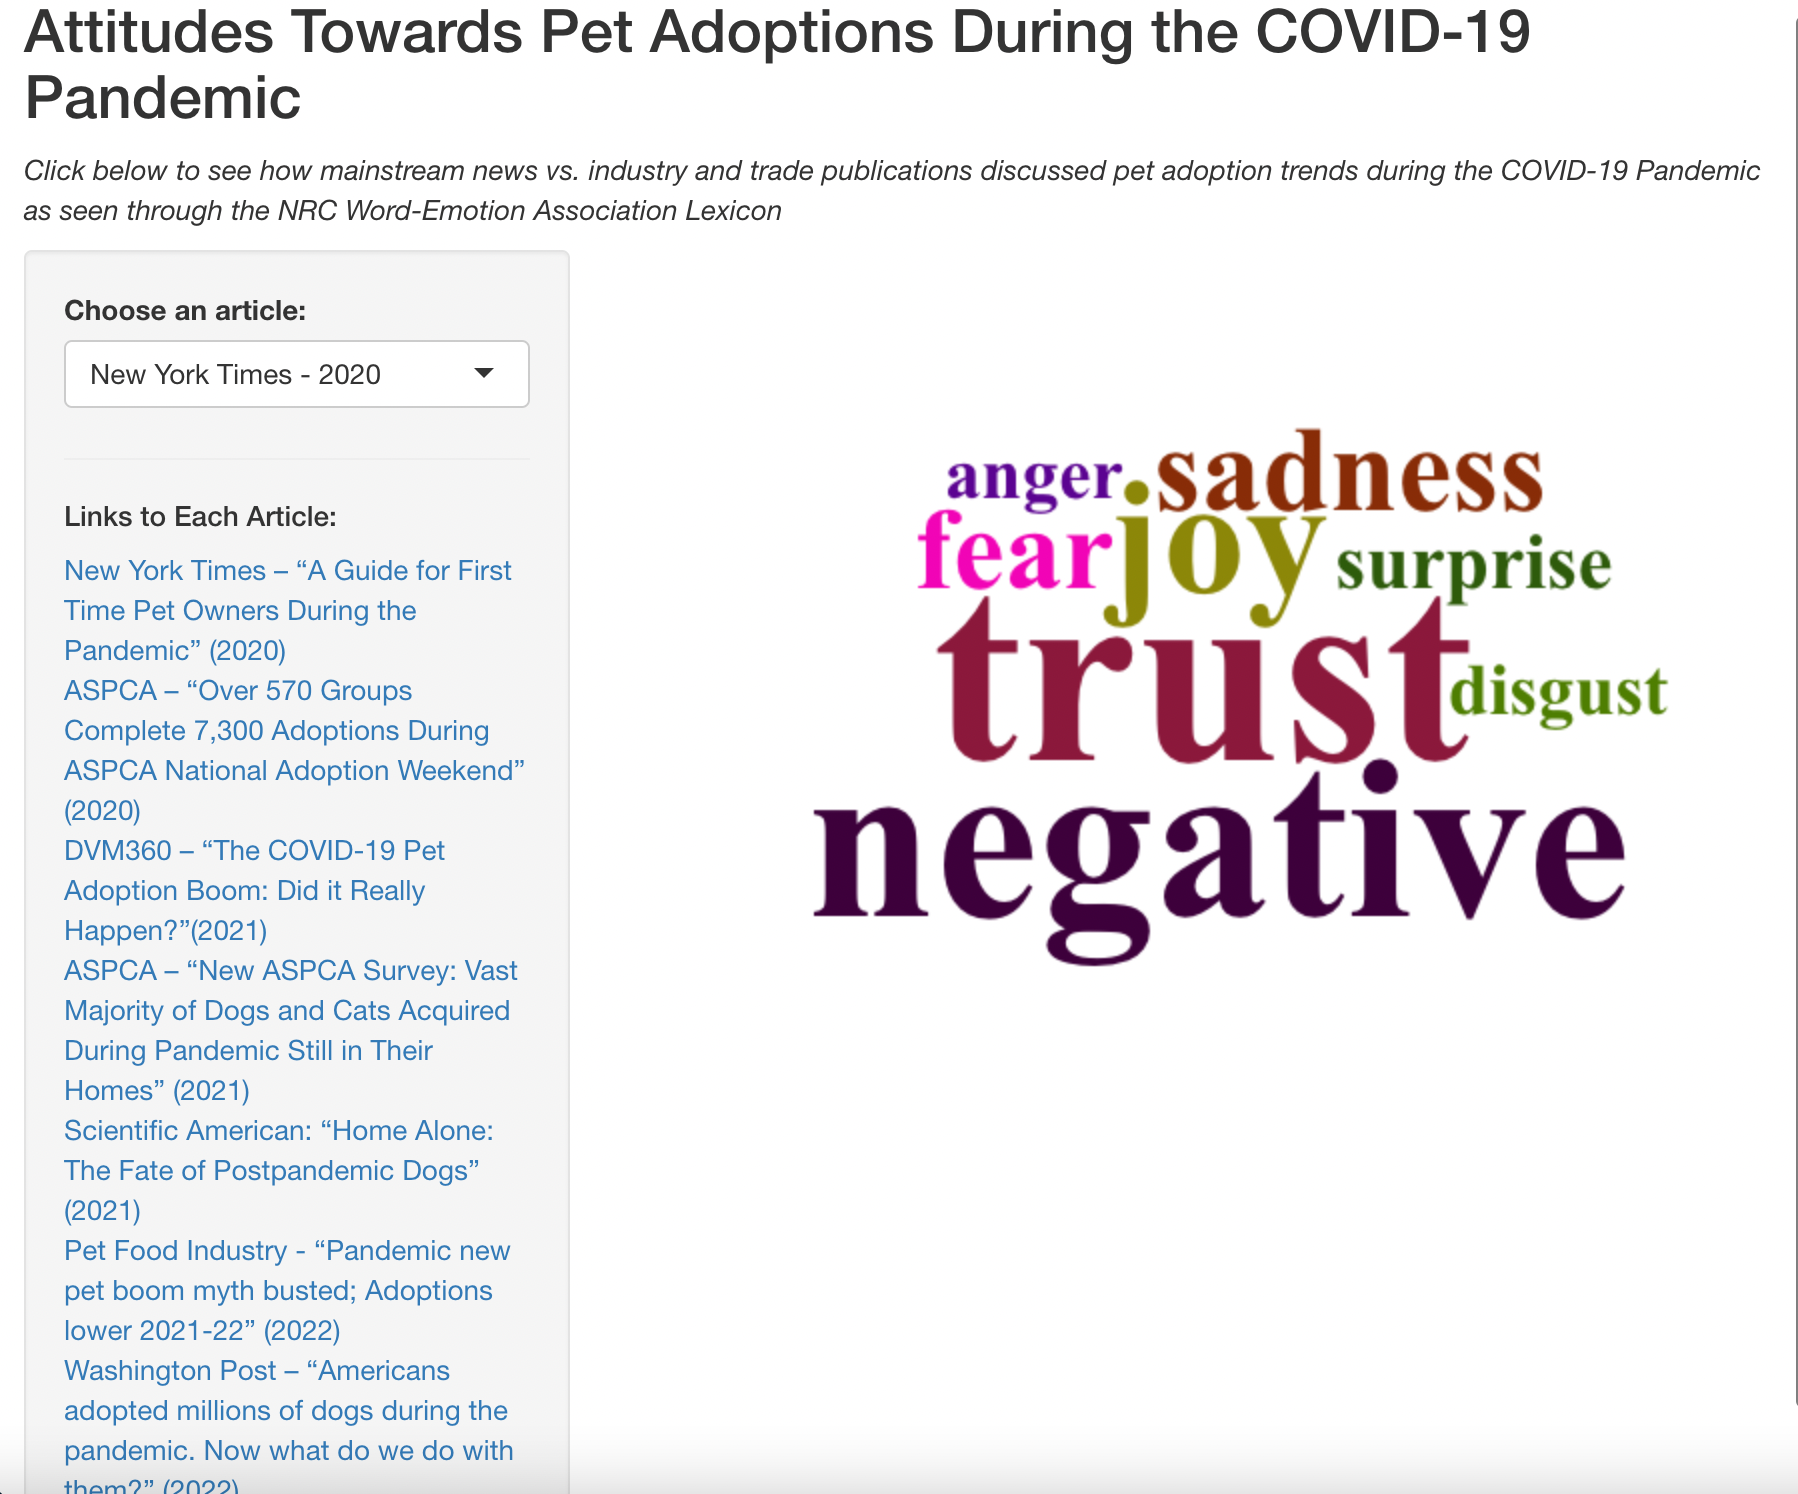 Attitudes Towards Pet Adoptions During the COVID-19
Pandemic
Click below to see how mainstream news vs. industry and trade publications discussed pet adoption trends during the COVID-19 Pandemic
as seen through the NRC Word-Emotion Association Lexicon
Choose an article:
New York Times - 2020
Links to Each Article:
New York Times – “A Guide for First
Time Pet Owners During the
Pandemic” (2020)
ASPCA – “Over 570 Groups
Complete 7,300 Adoptions During
ASPCA National Adoption Weekend”
(2020)
DVM360 – “The COVID-19 Pet
Adoption Boom: Did it Really
Happen?”(2021)
ASPCA – “New ASPCA Survey: Vast
Majority of Dogs and Cats Acquired
During Pandemic Still in Their
Homes” (2021)
Scientific American: “Home Alone:
The Fate of Postpandemic Dogs”
(2021)
Pet Food Industry - “Pandemic new
pet boom myth busted; Adoptions
lower 2021-22” (2022)
Washington Post – “Americans
adopted millions of dogs during the
pandemic. Now what do we do with
them?” (2022)
anger
sadness
fear
joy
surprise
trust
disgust
negative